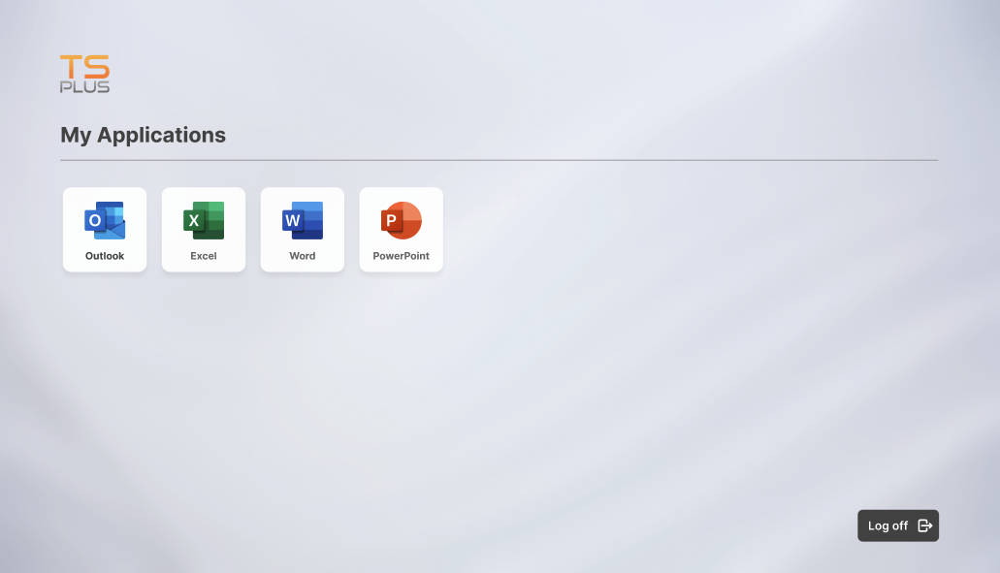 TS
PLUS
My Applications
O
Outlook
X
Excel
W
Word
P
PowerPoint
Log off